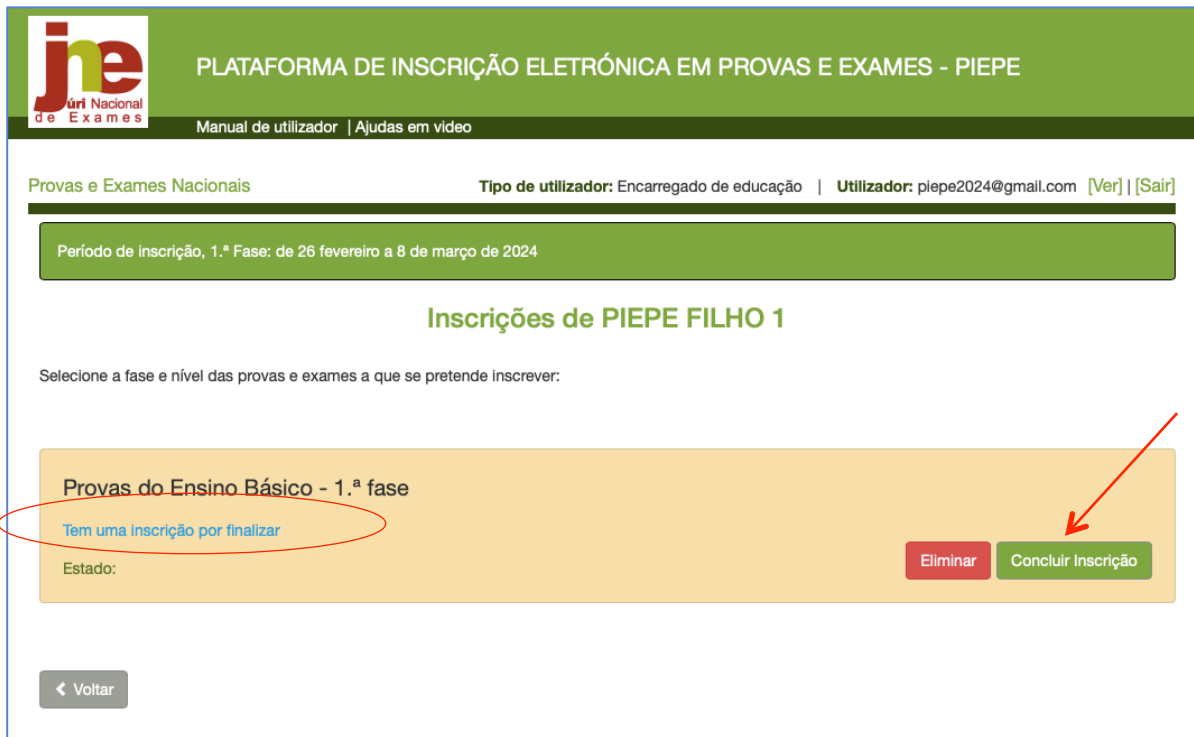 jne
Júri Nacional
de Exames
PLATAFORMA DE INSCRIÇÃO ELETRÓNICA EM PROVAS E EXAMES - PIEPE
Manual de utilizador | Ajudas em video
Provas e Exames Nacionais Tipo de utilizador: Encarregado de educação | Utilizador: piepe2024@gmail.com [Ver] | [Sair]
Período de inscrição, 1.ª Fase: de 26 fevereiro a 8 de março de 2024
Inscrições de PIEPE FILHO 1
Selecione a fase e nível das provas e exames a que se pretende inscrever:
Provas do Ensino Básico - 1.ª fase
Tem uma inscrição por finalizar
Estado:
Eliminar Concluir Inscrição
Voltar